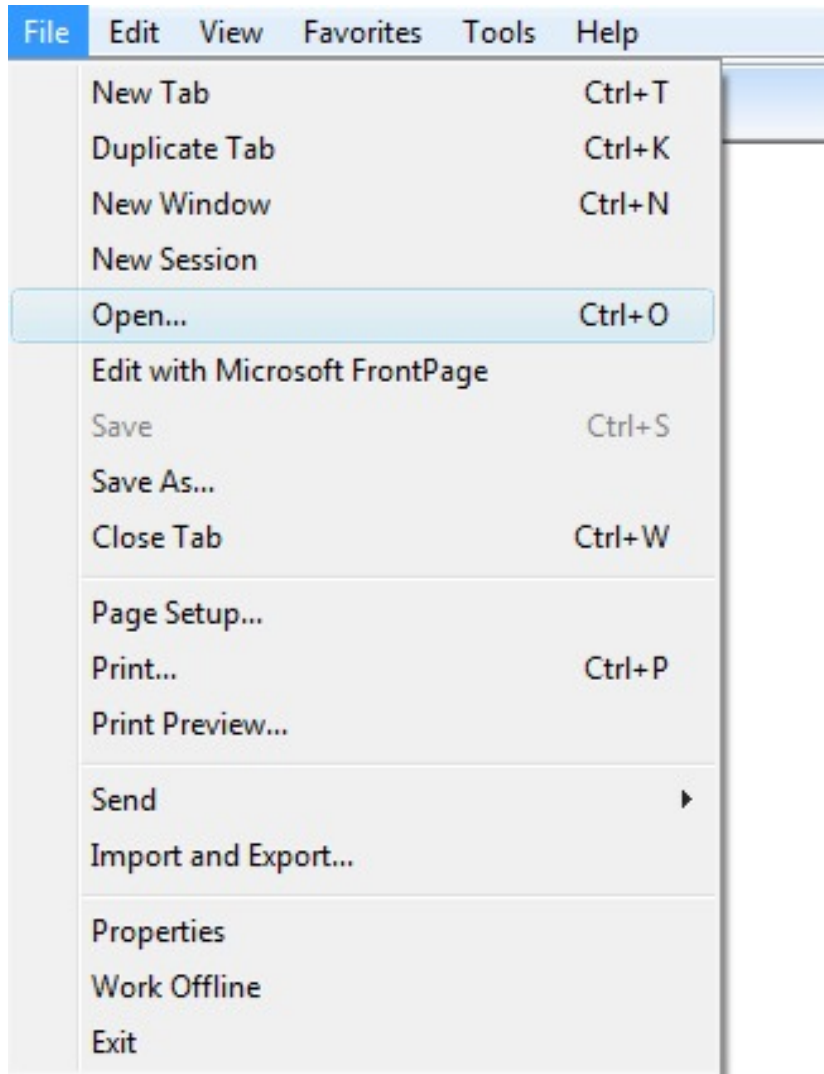 File Edit View Favorites Tools Help
New Tab Ctrl+T
Duplicate Tab Ctrl+K
New Window Ctrl+N
New Session
Open... Ctrl+O
Edit with Microsoft FrontPage
Save Ctrl+S
Save As...
Close Tab Ctrl+W
Page Setup...
Print... Ctrl+P
Print Preview...
Send
Import and Export...
Properties
Work Offline
Exit